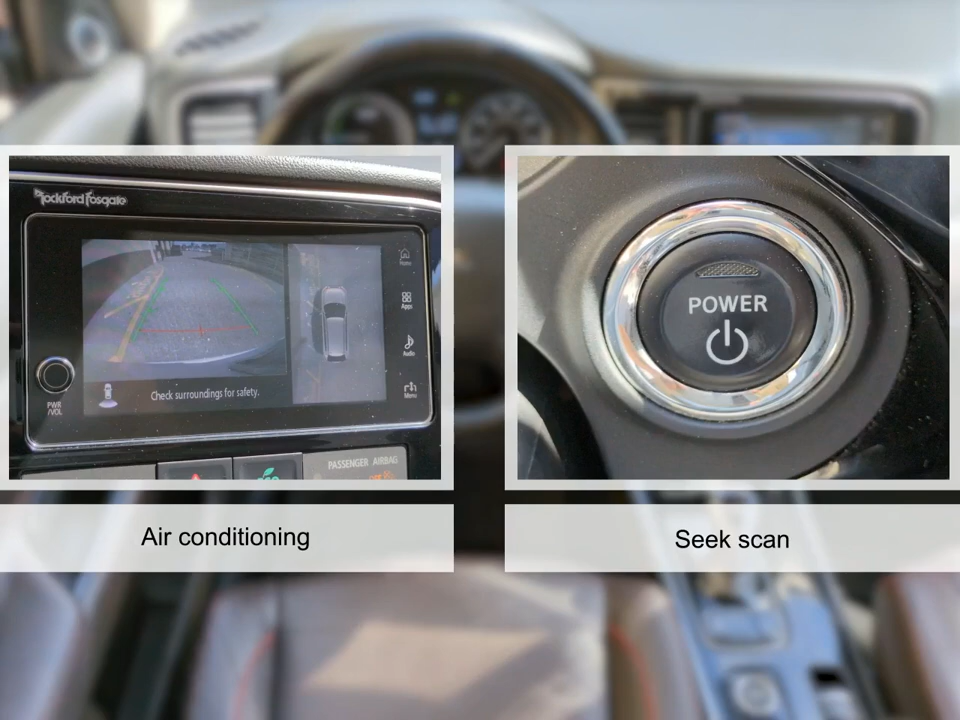 Rockford Fosgate
Home
Apps
Audio
Menu
PWR
/VOL
Check surroundings for safety.
PASSENGER AIRBAG
POWER
Air conditioning
Seek scan